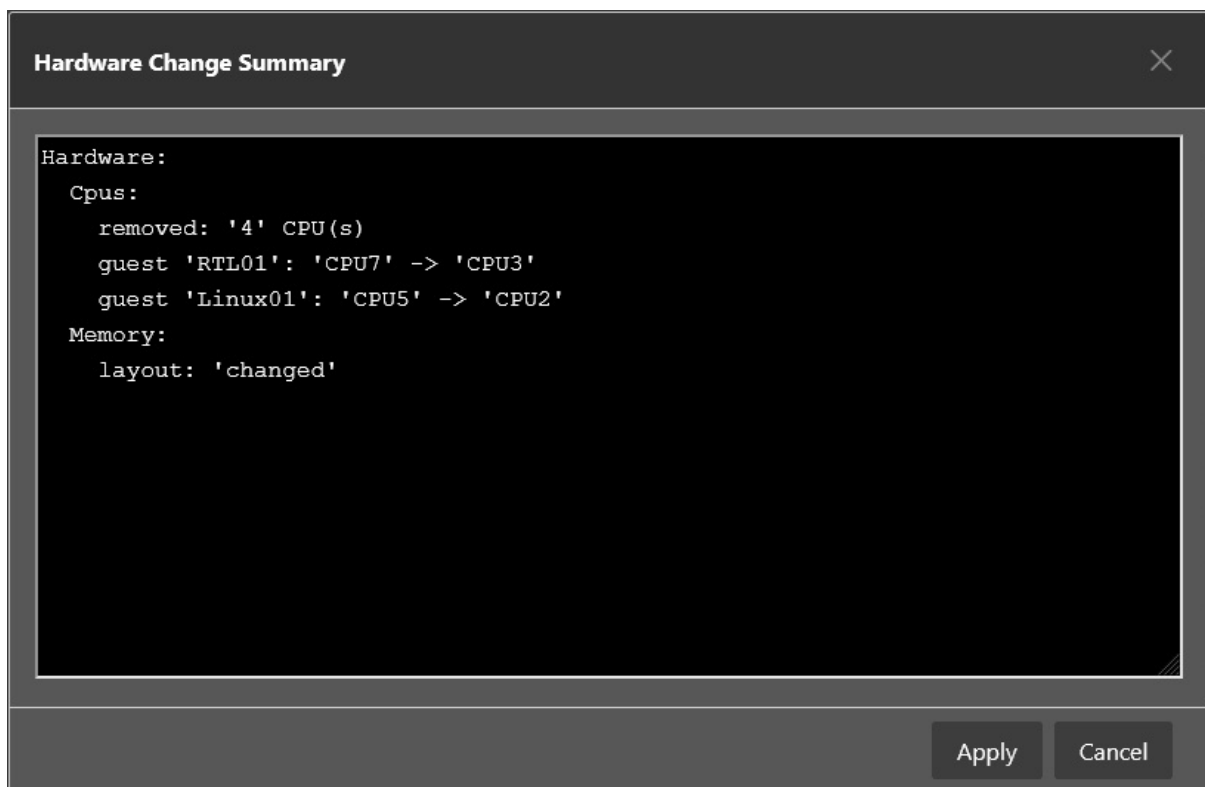 Hardware Change Summary
Hardware:
  Cpus:
    removed: '4' CPU(s)
    guest 'RTL01': 'CPU7' -> 'CPU3'
    guest 'Linux01': 'CPU5' -> 'CPU2'
  Memory:
    layout: 'changed'
Apply Cancel